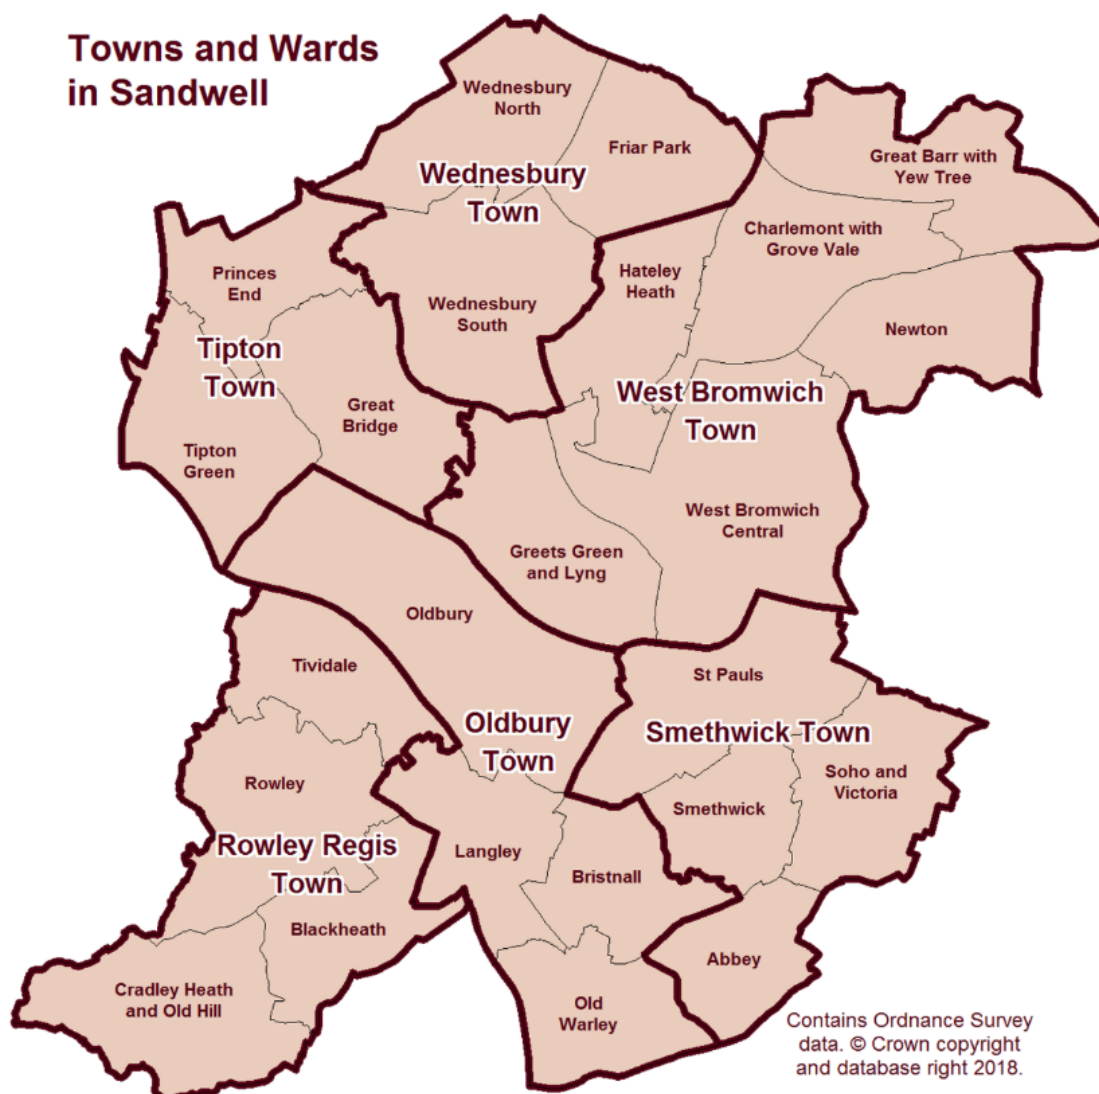 Towns and Wards
in Sandwell
Wednesbury
North
Friar Park
Great Barr with
Yew Tree
Wednesbury
Town
Charlemont with
Grove Vale
Princes
End
Hateley
Heath
Wednesbury
South
Newton
Tipton
Town
Great
Bridge
West Bromwich
Town
Tipton
Green
West Bromwich
Central
Greets Green
and Lyng
Oldbury
Tividale
St Pauls
Oldbury
Town
Smethwick Town
Rowley
Soho and
Victoria
Smethwick
Rowley Regis
Town
Langley
Bristnall
Blackheath
Abbey
Cradley Heath
and Old Hill
Old
Warley
Contains Ordnance Survey
data. © Crown copyright
and database right 2018.